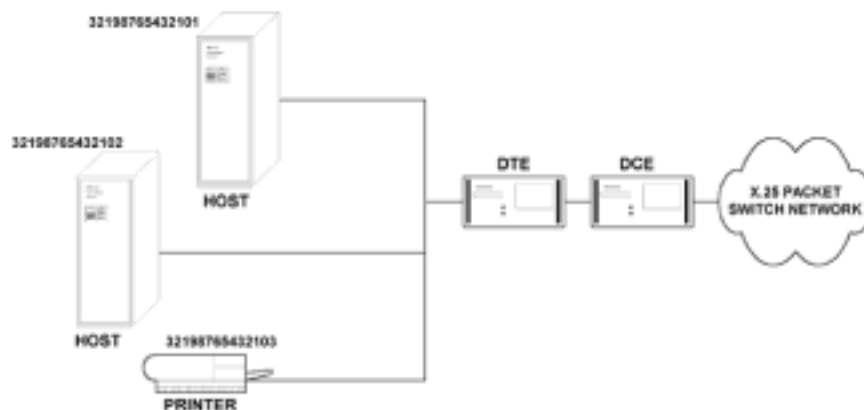 32198765432101
HOST
32198765432102
HOST
32198765432103
PRINTER
DTE
DCE
X.25 PACKET
SWITCH NETWORK